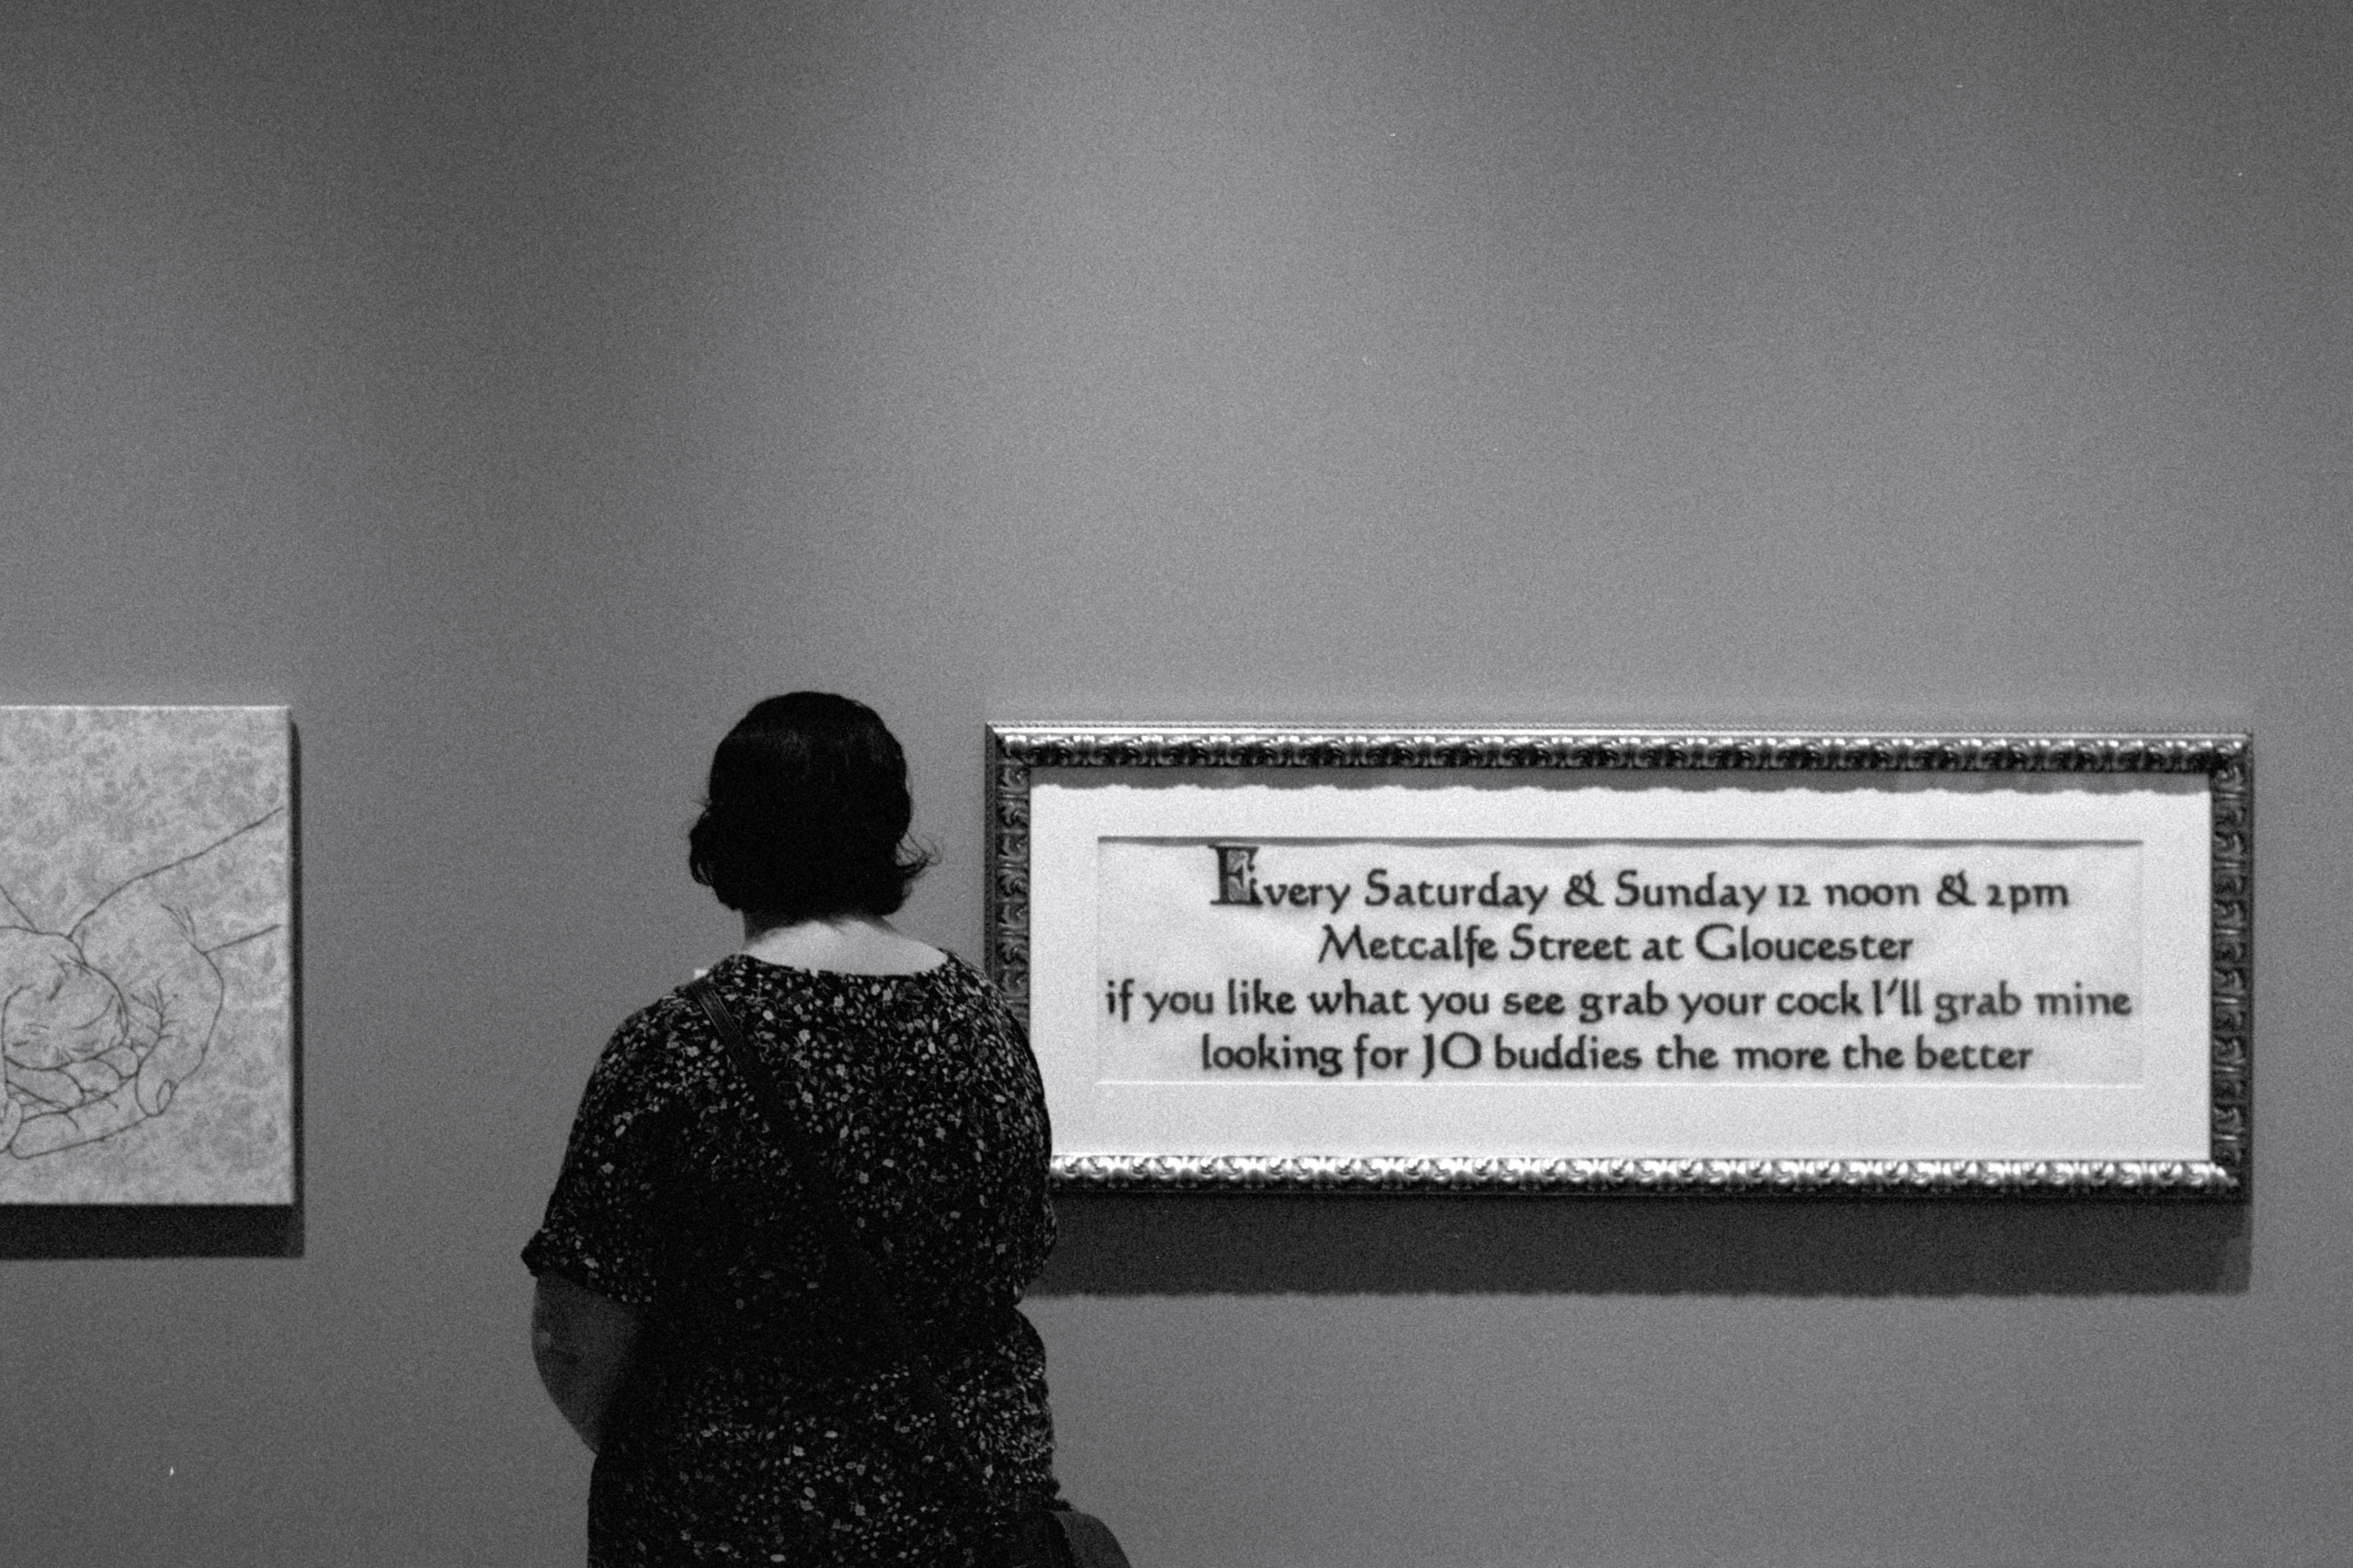 Every Saturday & Sunday 12 noon & 2pm
Metcalfe Street at Gloucester
if you like what you see grab your cock I'll grab mine
looking for JO buddies the more the better